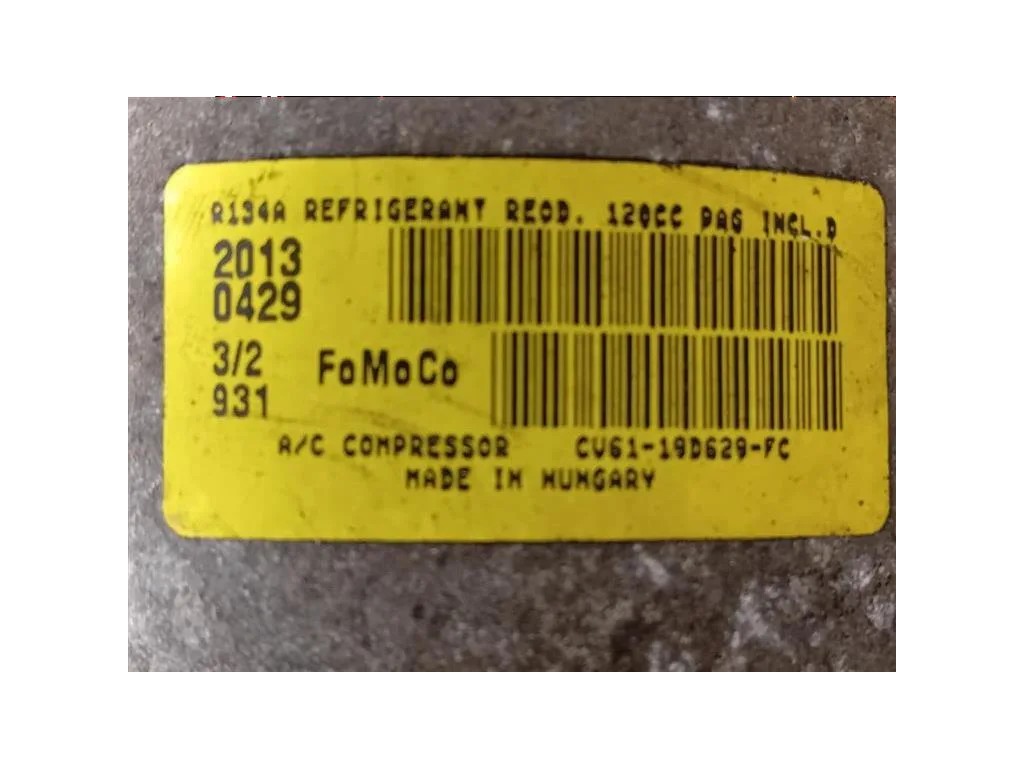 R134A REFRIGERANT REQD. 120CC PAG INCL.D
2013
0429
3/2
931
FoMoCo
A/C COMPRESSOR CV61-19D629-FC
MADE IN HUNGARY